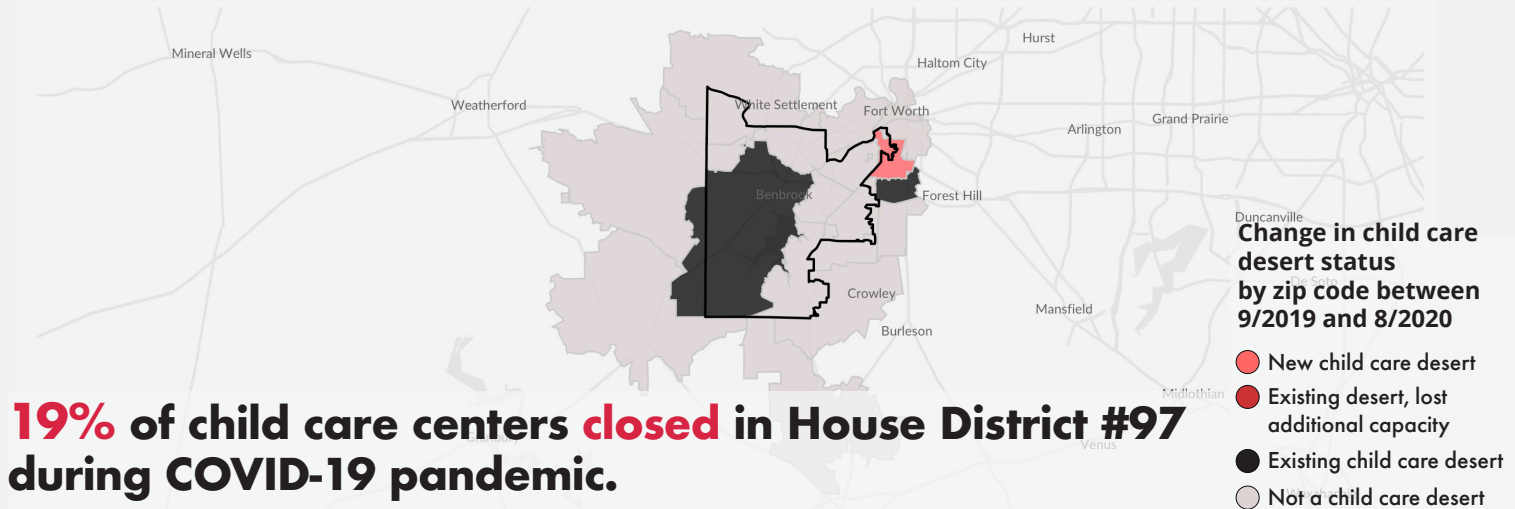 Hurst
Mineral Wells
Haltom City
Weatherford
White Settlement
Fort Worth
Grand Prairie
Arlington
Benbrook
Forest Hill
Duncanville
Change in child care
desert status
by zip code between
9/2019 and 8/2020
De Soto
Crowley
Mansfield
Burleson
New child care desert
Existing desert, lost
additional capacity
Existing child care desert
Not a child care desert
Midlothian
Venus
19% of child care centers closed in House District #97
during COVID-19 pandemic.